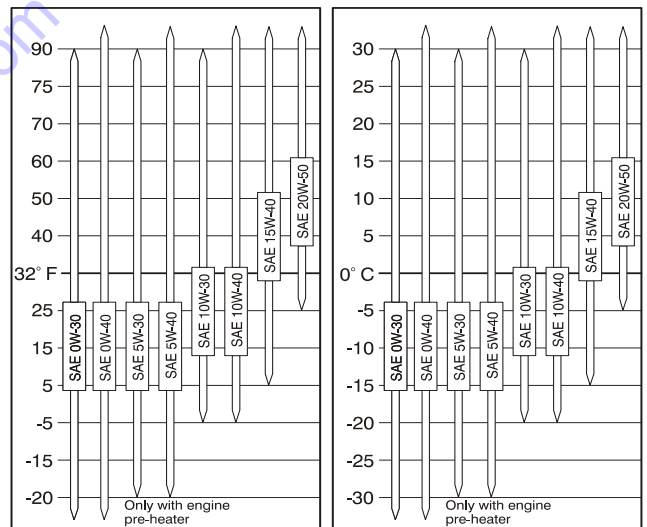 om
90
75
70
60
50
40
32° F
25
15
5
-5
-15
-20
SAE 0W-30
SAE 0W-40
SAE 5W-30
SAE 5W-40
SAE 10W-30
SAE 10W-40
SAE 15W-40
SAE 20W-50
Only with engine
pre-heater
30
25
20
15
10
5
0° C
-5
-10
-15
-20
-25
-30
SAE 0W-30
SAE 0W-40
SAE 5W-30
SAE 5W-40
SAE 10W-30
SAE 10W-40
SAE 15W-40
SAE 20W-50
Only with engine
pre-heater